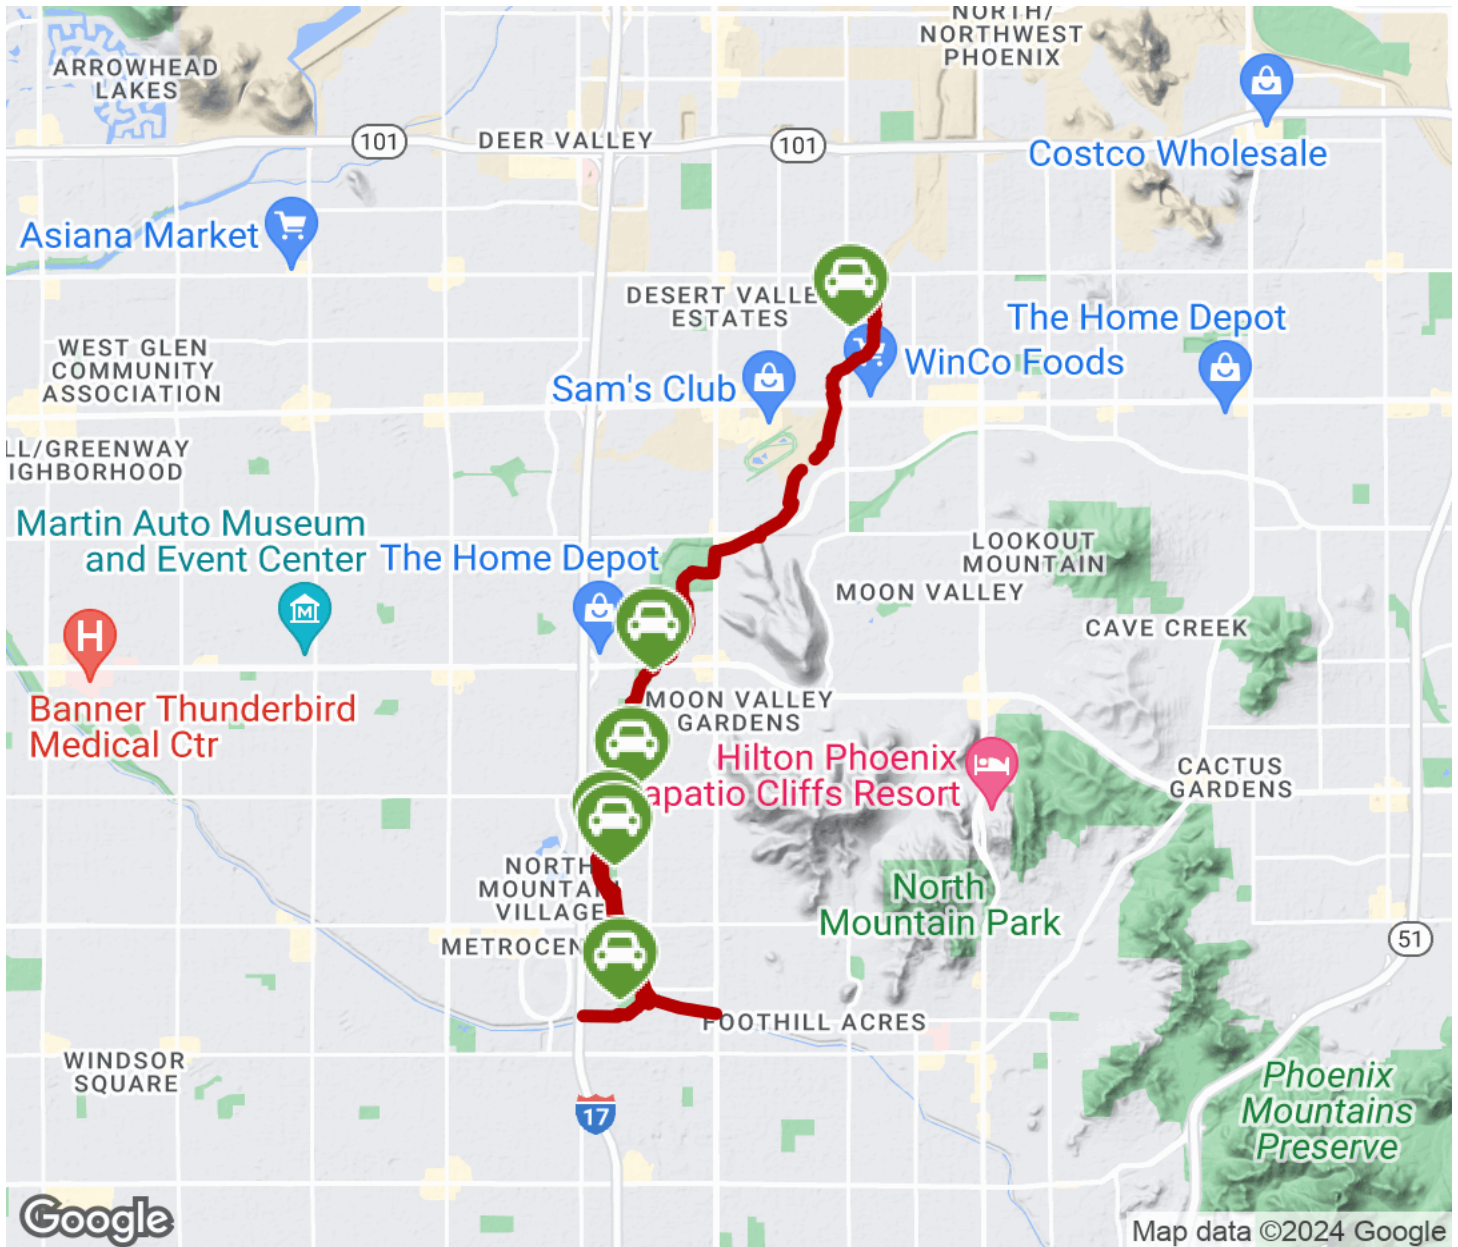 NORTH/
NORTHWEST
PHOENIX
ARROWHEAD
LAKES
101
DEER VALLEY
101
Costco Wholesale
Asiana Market
DESERT VALLE
ESTATES
The Home Depot
WEST GLEN
COMMUNITY
ASSOCIATION
WinCo Foods
Sam's Club
LL/GREENWAY
IGHBORHOOD
Martin Auto Museum
and Event Center
The Home Depot
LOOKOUT
MOUNTAIN
MOON VALLEY
CAVE CREEK
H
M
Banner Thunderbird
Medical Ctr
MOON VALLEY
GARDENS
Hilton Phoenix
apatio Cliffs Resort
CACTUS
GARDENS
NORTH
MOUNTAIN
VILLAGE
North
Mountain Park
METROCEN
51
FOOTHILL ACRES
WINDSOR
SQUARE
17
Phoenix
Mountains
Preserve
Google
Map data ©2024 Google